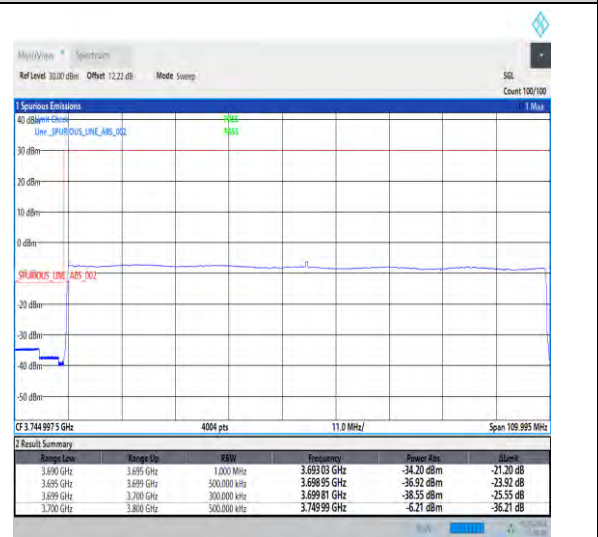 MultiView Spectrum
Ref Level 30.00 dBm Offset 12.22 dB Mode Sweep SGL
Count 100/100
1 Spurious Emissions 1 Max
40 dBm Limit Check PASS
Line _SPURIOUS_LINE_ABS_002 PASS
30 dBm
20 dBm
10 dBm
0 dBm
_SPURIOUS_LINE_ABS_002
-20 dBm
-30 dBm
-40 dBm
-50 dBm
CF 3.744 997 5 GHz 4004 pts 11.0 MHz/ Span 109.995 MHz
2 Result Summary
Range Low Range Up RBW Frequency Power Abs ΔLimit
3.690 GHz 3.695 GHz 1.000 MHz 3.693 03 GHz -34.20 dBm -21.20 dB
3.695 GHz 3.699 GHz 500.000 kHz 3.698 95 GHz -36.92 dBm -23.92 dB
3.699 GHz 3.700 GHz 300.000 kHz 3.699 81 GHz -38.55 dBm -25.55 dB
3.700 GHz 3.800 GHz 500.000 kHz 3.749 99 GHz -6.21 dBm -36.21 dB